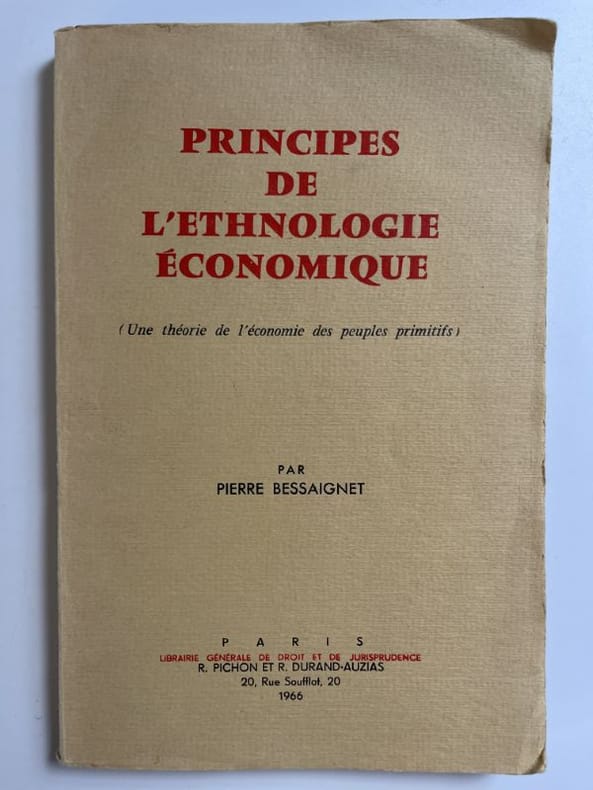 PRINCIPES
DE
L'ETHNOLOGIE
ÉCONOMIQUE
(Une théorie de l'économie des peuples primitifs)
PAR
PIERRE BESSAIGNET
PARIS
LIBRAIRIE GÉNÉRALE DE DROIT ET DE JURISPRUDENCE
R. PICHON ET R. DURAND-AUZIAS
20, Rue Soufflot, 20
1966